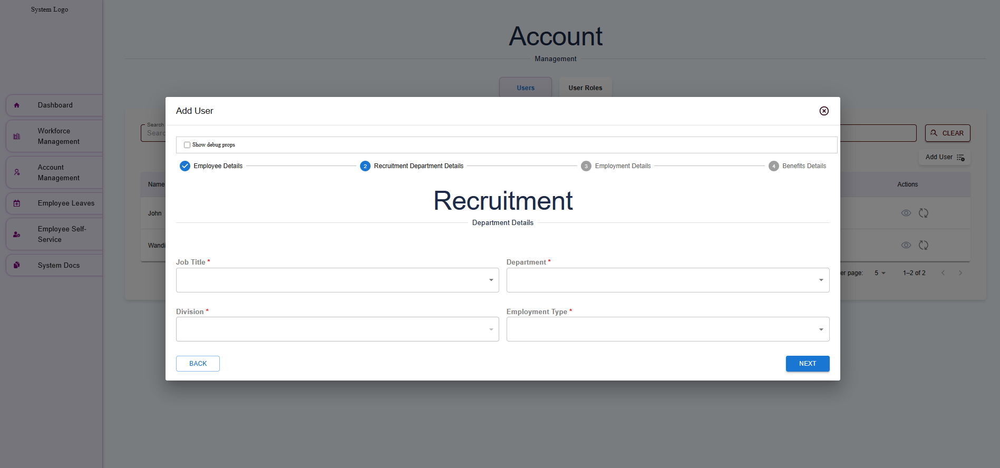 System Logo
Account
Management
Users
User Roles
Dashboard
Workforce
Management
Account
Management
Employee Leaves
Employee Self-
Service
System Docs
Search
Searc
CLEAR
Add User
Name
Actions
John
Wandi
er page:
5
1–2 of 2
Add User
Show debug props
Employee Details
2
Recruitment Department Details
3
Employment Details
4
Benefits Details
Recruitment
Department Details
Job Title *
Department *
Division *
Employment Type *
BACK
NEXT